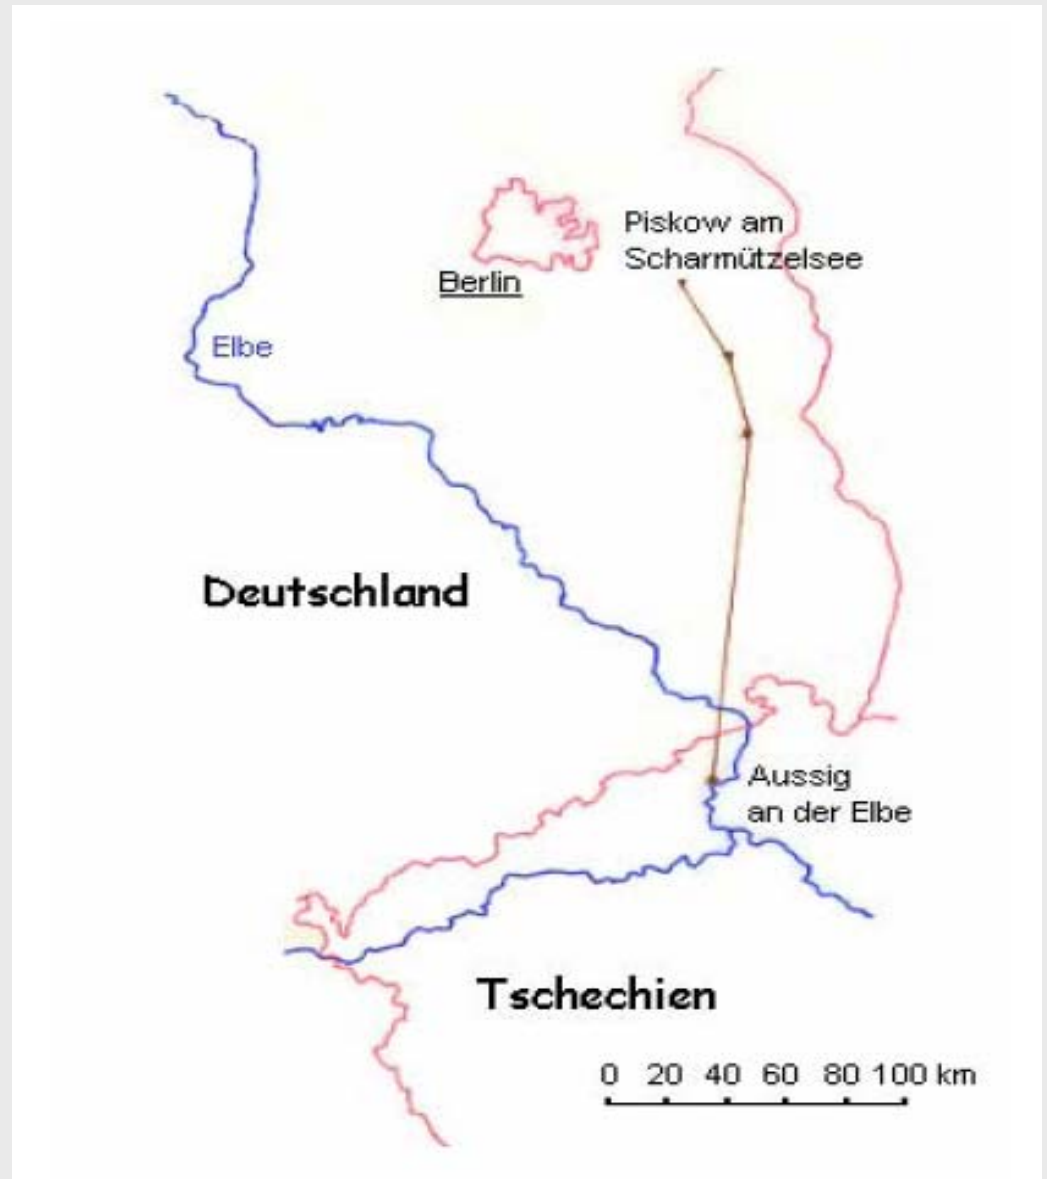 Piskow am
Scharmützelsee
Berlin
Elbe
Deutschland
Aussig
an der Elbe
Tschechien
0 20 40 60 80 100 km